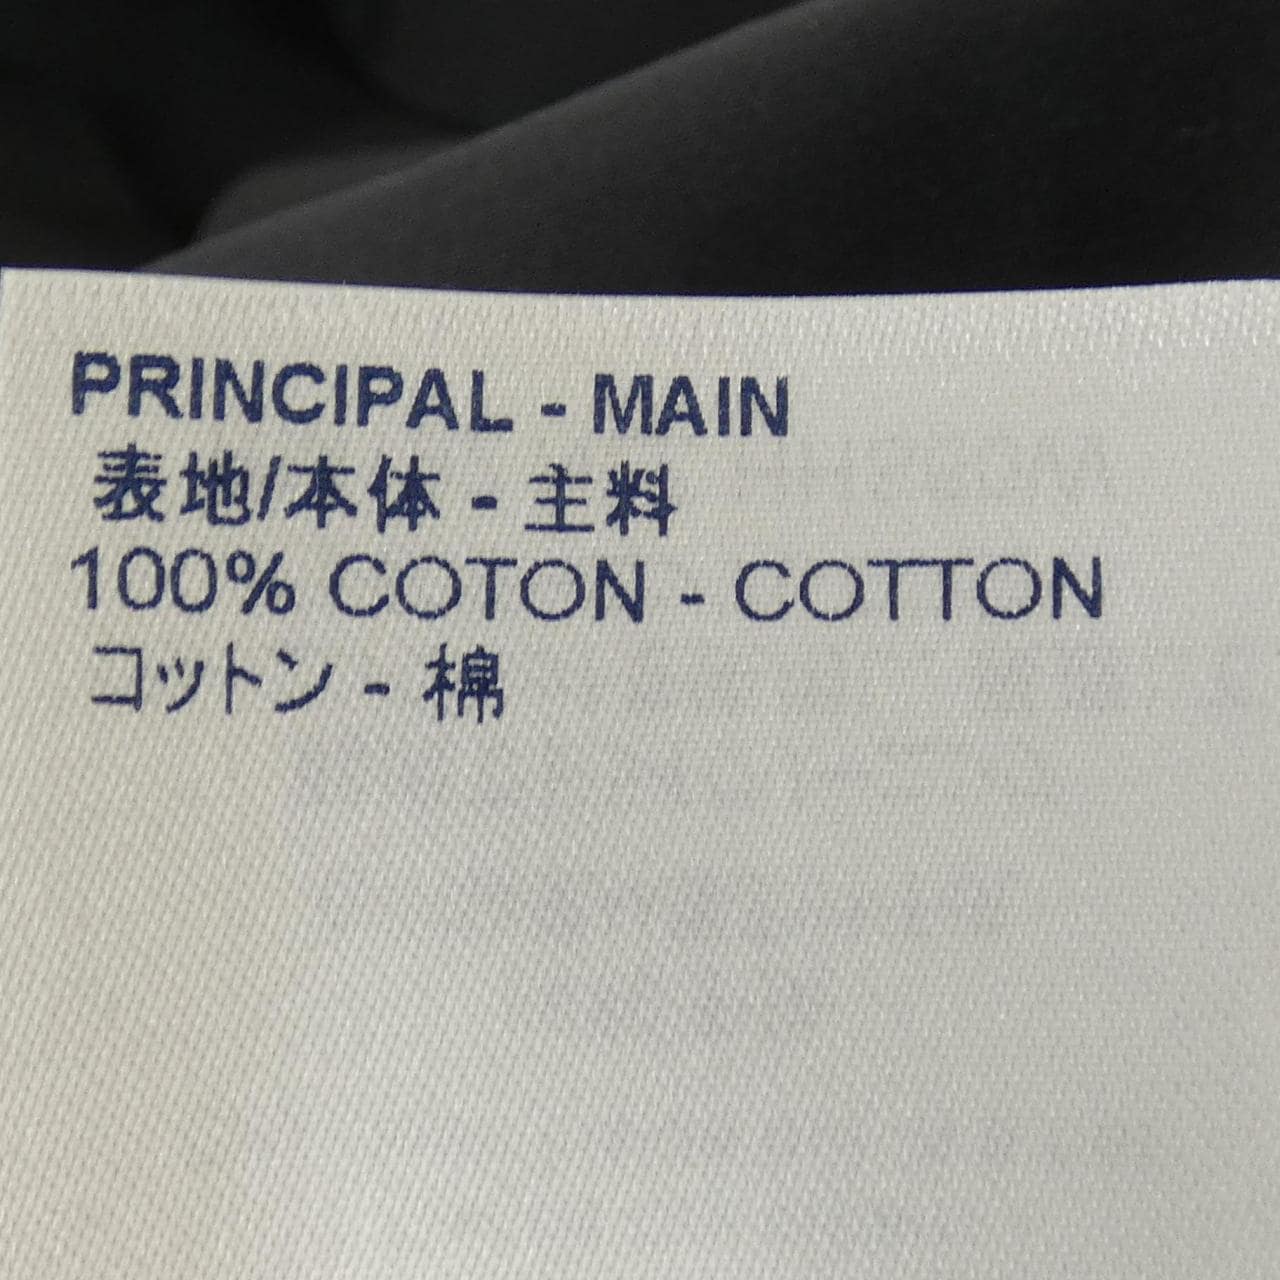 PRINCIPAL - MAIN
表地/本体 - 主料
100% COTON - COTTON
コットン - 棉